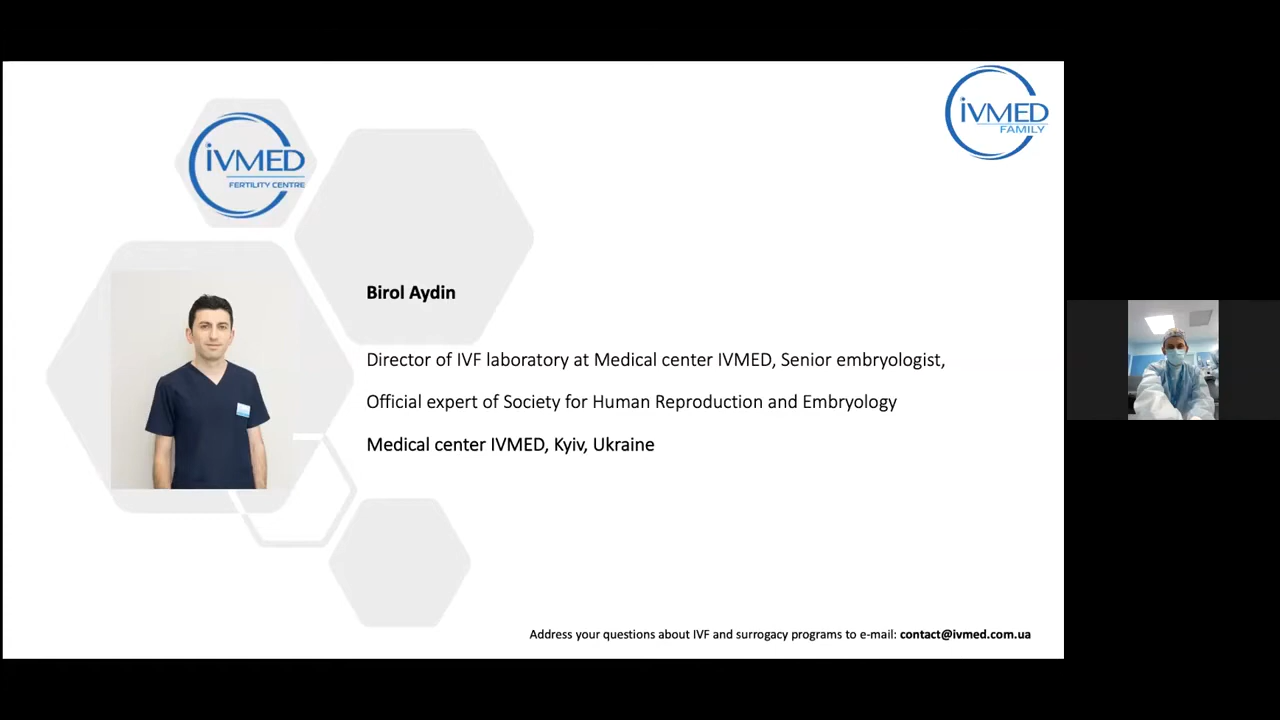 iVMED
FERTILITY CENTRE
iVMED
FAMILY
Birol Aydin
Director of IVF laboratory at Medical center IVMED, Senior embryologist,
Official expert of Society for Human Reproduction and Embryology
Medical center IVMED, Kyiv, Ukraine
Address your questions about IVF and surrogacy programs to e-mail: contact@ivmed.com.ua